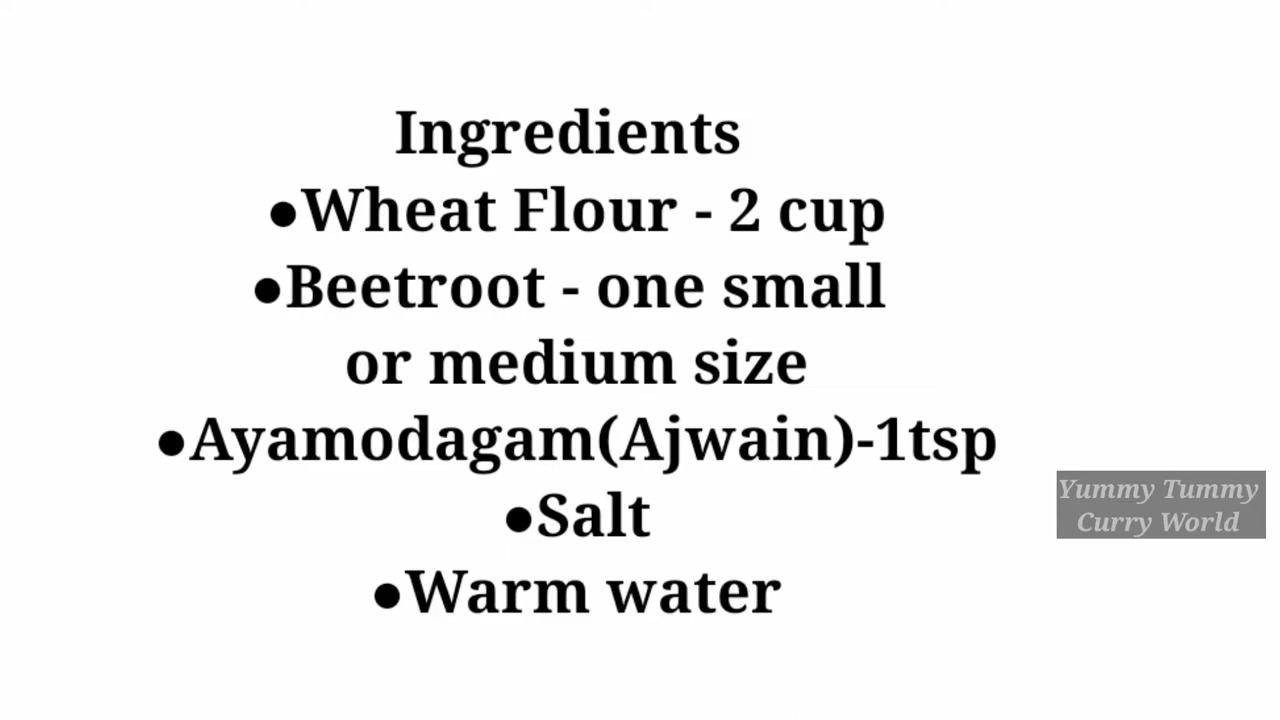 Ingredients
●Wheat Flour - 2 cup
●Beetroot - one small
or medium size
●Ayamodagam(Ajwain)-1tsp
●Salt
●Warm water
Yummy Tummy
Curry World